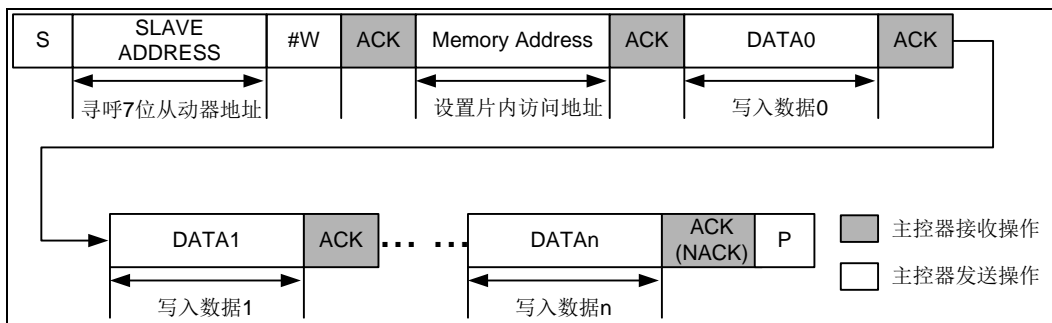 S
SLAVE
ADDRESS
#W
ACK
Memory Address
ACK
DATA0
ACK
寻呼7位从动器地址
设置片内访问地址
写入数据0
DATA1
ACK
... ...
DATAn
ACK
(NACK)
P
主控器接收操作
写入数据1
写入数据n
主控器发送操作